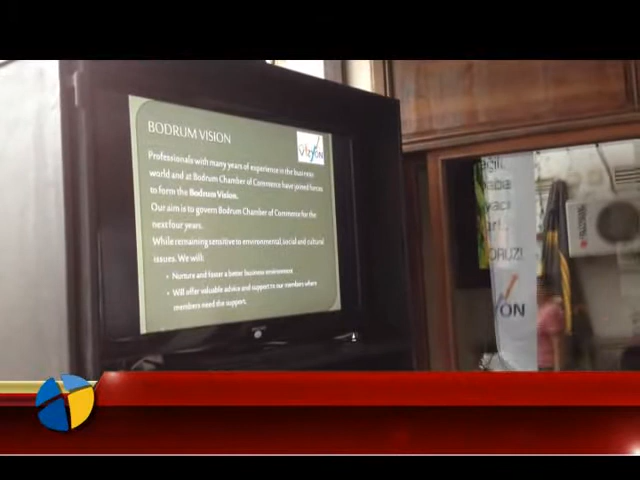 BODRUM VISION
vizyON
Professionals with many years of experience in the business
world and at Bodrum Chamber of Commerce have joined forces
to form the Bodrum Vision.
Our aim is to govern Bodrum Chamber of Commerce for the
next four years.
While remaining sensitive to environmental, social and cultural
issues. We will:
• Nurture and foster a better business environment
• Will offer valuable advice and support to our members where
members need the support.
ON